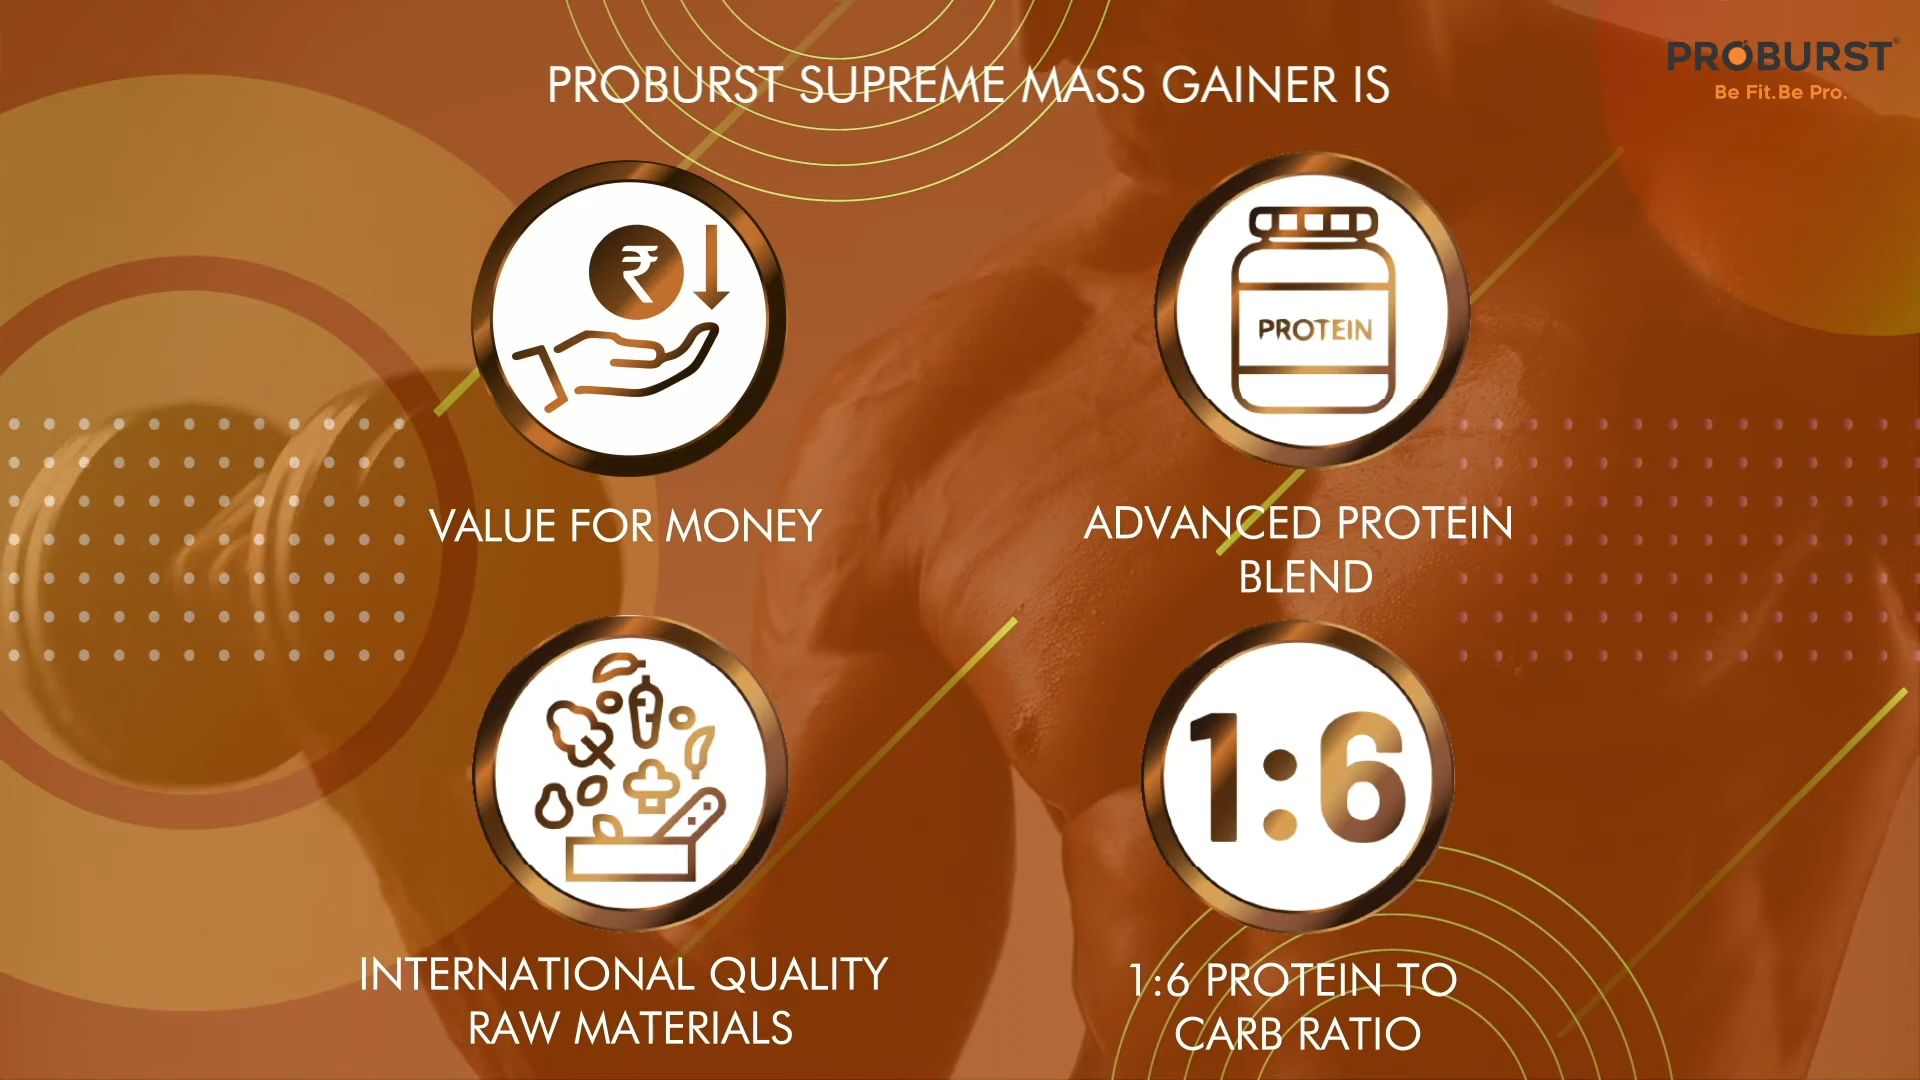 PROBURST®
Be Fit.Be Pro.
PROBURST SUPREME MASS GAINER IS
₹
PROTEIN
VALUE FOR MONEY
ADVANCED PROTEIN
BLEND
1:6
INTERNATIONAL QUALITY
RAW MATERIALS
1:6 PROTEIN TO
CARB RATIO